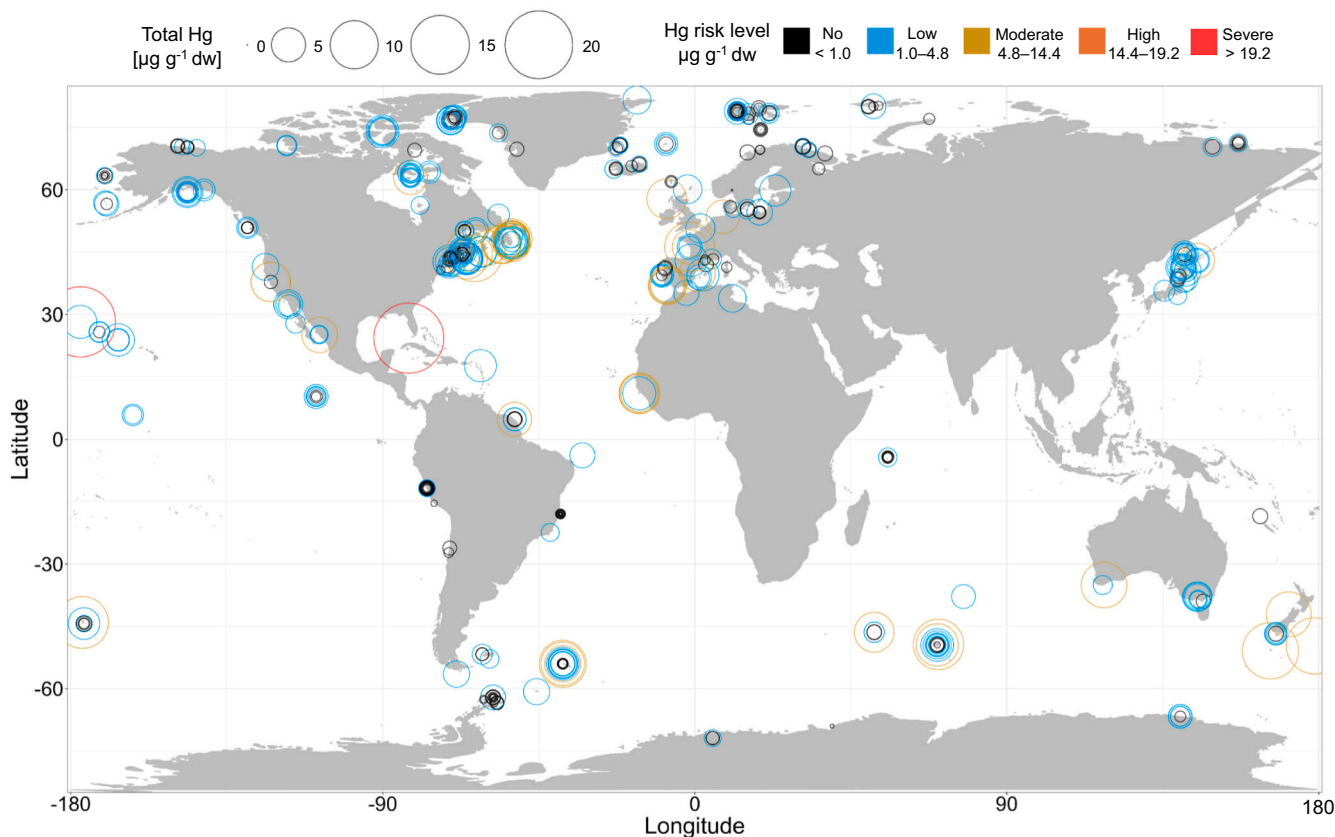 Total Hg
[µg g-1 dw]
0 5 10 15 20
Hg risk level
µg g-1 dw
No
< 1.0
Low
1.0–4.8
Moderate
4.8–14.4
High
14.4–19.2
Severe
> 19.2
Latitude
60
30
0
-30
-60
-180 -90 0 90 180
Longitude